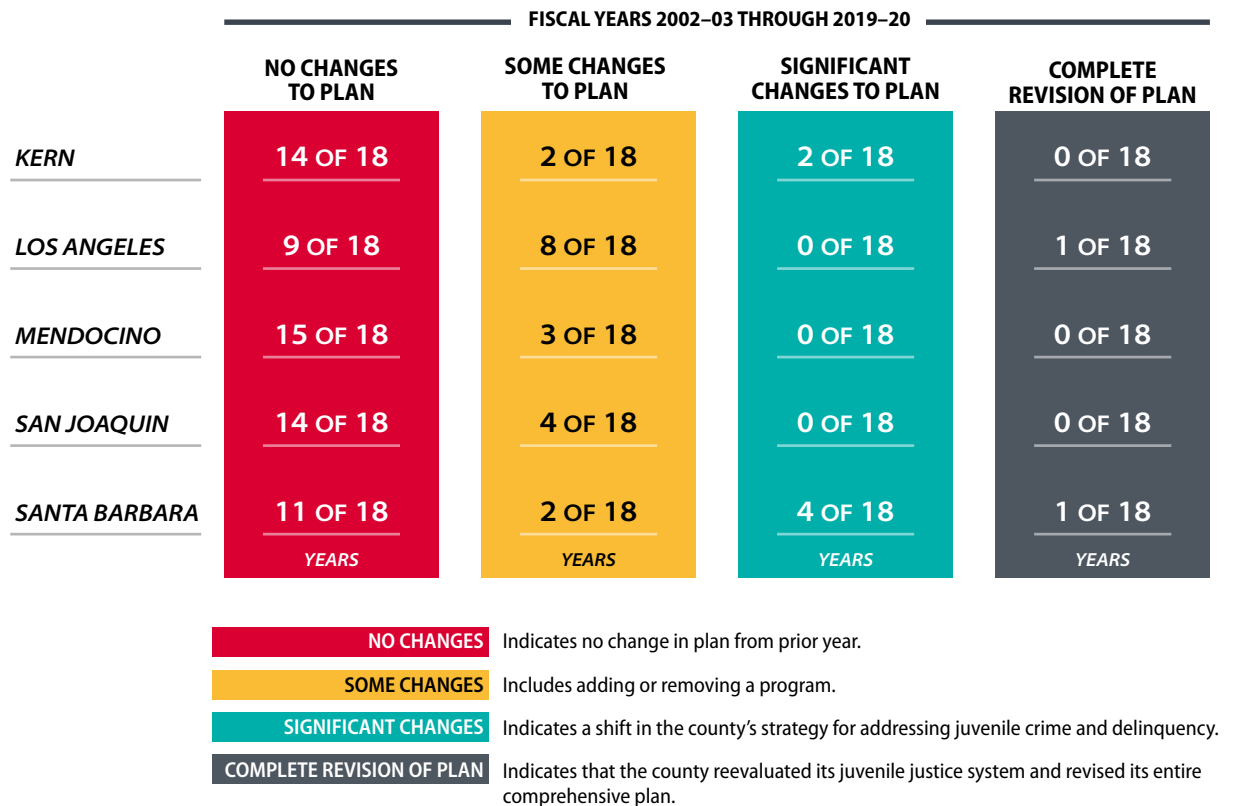 FISCAL YEARS 2002–03 THROUGH 2019–20
NO CHANGES
TO PLAN
SOME CHANGES
TO PLAN
SIGNIFICANT
CHANGES TO PLAN
COMPLETE
REVISION OF PLAN
KERN 14 OF 18 2 OF 18 2 OF 18 0 OF 18
LOS ANGELES 9 OF 18 8 OF 18 0 OF 18 1 OF 18
MENDOCINO 15 OF 18 3 OF 18 0 OF 18 0 OF 18
SAN JOAQUIN 14 OF 18 4 OF 18 0 OF 18 0 OF 18
SANTA BARBARA 11 OF 18 2 OF 18 4 OF 18 1 OF 18
YEARS YEARS YEARS YEARS
NO CHANGES Indicates no change in plan from prior year.
SOME CHANGES Includes adding or removing a program.
SIGNIFICANT CHANGES Indicates a shift in the county’s strategy for addressing juvenile crime and delinquency.
COMPLETE REVISION OF PLAN Indicates that the county reevaluated its juvenile justice system and revised its entire
comprehensive plan.